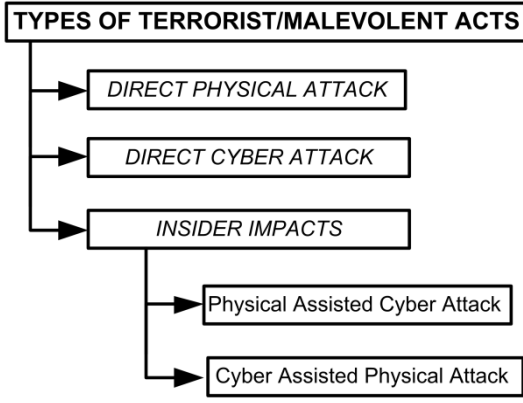 TYPES OF TERRORIST/MALEVOLENT ACTS
DIRECT PHYSICAL ATTACK
DIRECT CYBER ATTACK
INSIDER IMPACTS
Physical Assisted Cyber Attack
Cyber Assisted Physical Attack